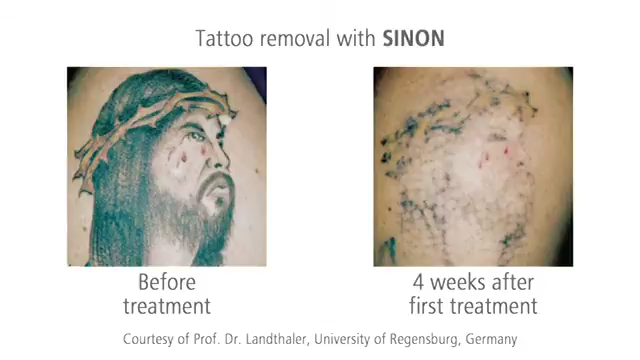 Tattoo removal with SINON
Before
treatment
4 weeks after
first treatment
Courtesy of Prof. Dr. Landthaler, University of Regensburg, Germany